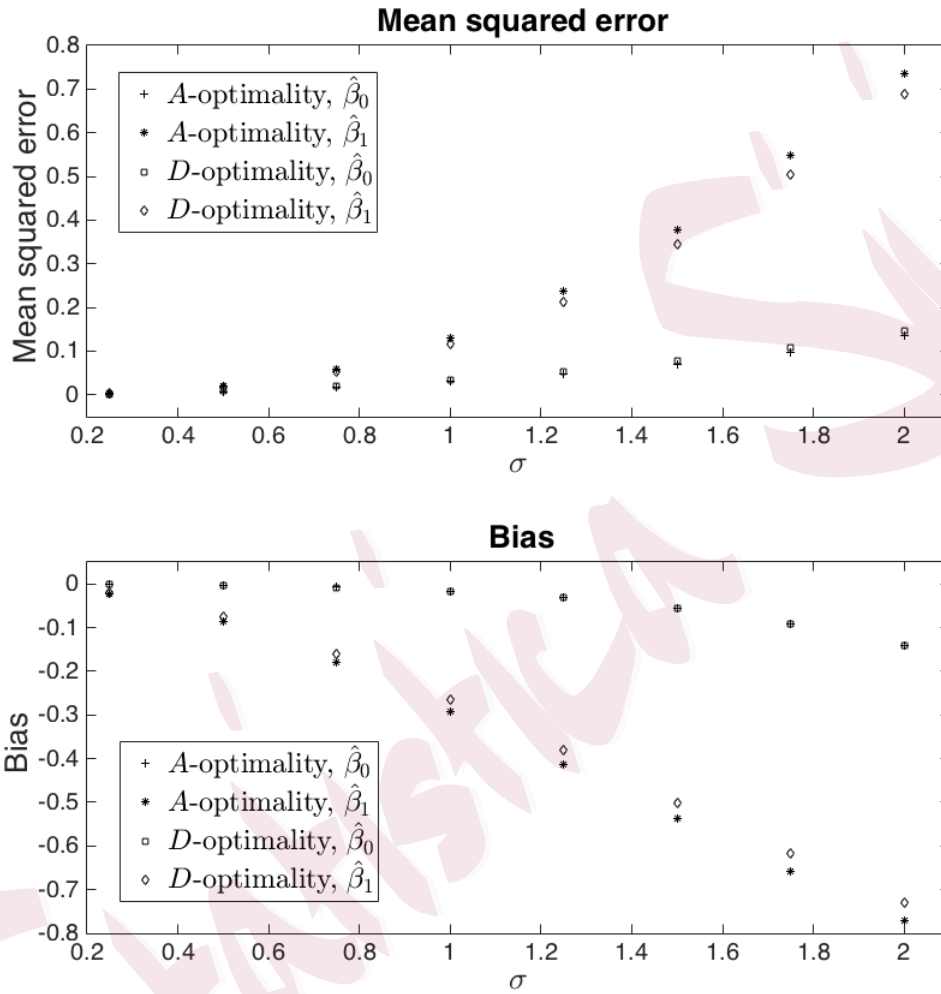 Mean squared error
Mean squared error
0.8
0.7
0.6
0.5
0.4
0.3
0.2
0.1
0
A-optimality, β̂₀
A-optimality, β̂₁
D-optimality, β̂₀
D-optimality, β̂₁
0.2 0.4 0.6 0.8 1 1.2 1.4 1.6 1.8 2
σ
Bias
Bias
0
-0.1
-0.2
-0.3
-0.4
-0.5
-0.6
-0.7
-0.8
A-optimality, β̂₀
A-optimality, β̂₁
D-optimality, β̂₀
D-optimality, β̂₁
0.2 0.4 0.6 0.8 1 1.2 1.4 1.6 1.8 2
σ